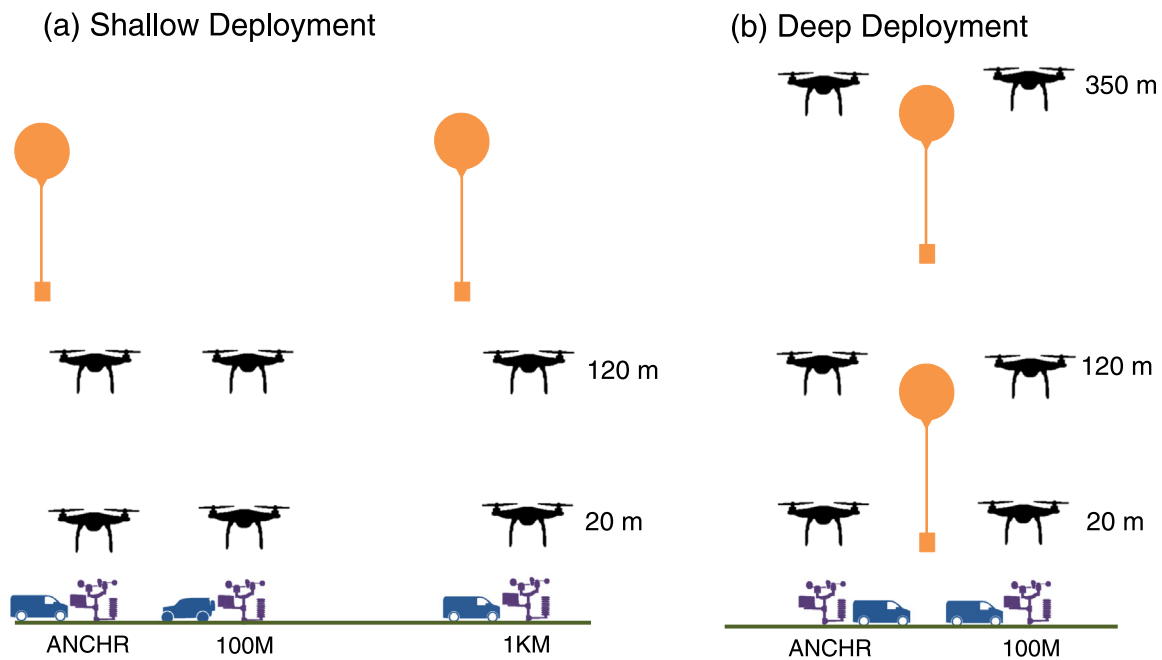 (a) Shallow Deployment
120 m
20 m
ANCHR 100M 1KM
(b) Deep Deployment
350 m
120 m
20 m
ANCHR 100M